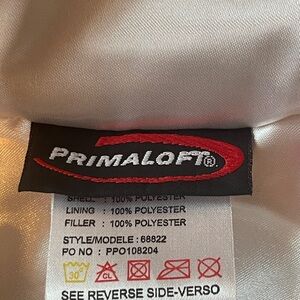 PRIMALOFT®
SHELL : 100% POLYESTER
LINING : 100% POLYESTER
FILLER : 100% POLYESTER
STYLE/MODELE : 68822
PO NO : PPO108204
30° CL
SEE REVERSE SIDE-VERSO